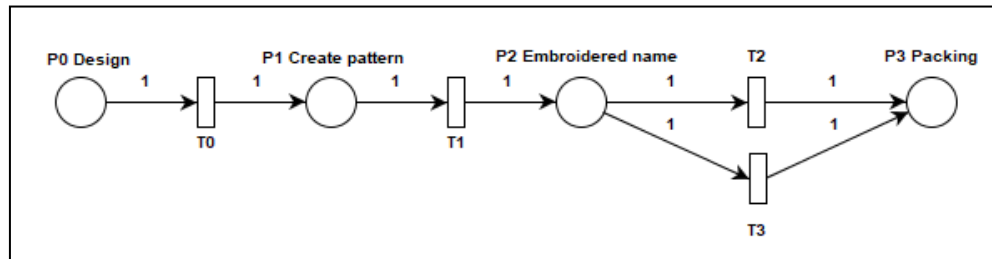 P0 Design
P1 Create pattern
P2 Embroidered name
T2
P3 Packing
1
1
1
1
1
1
T0
T1
1
1
T3